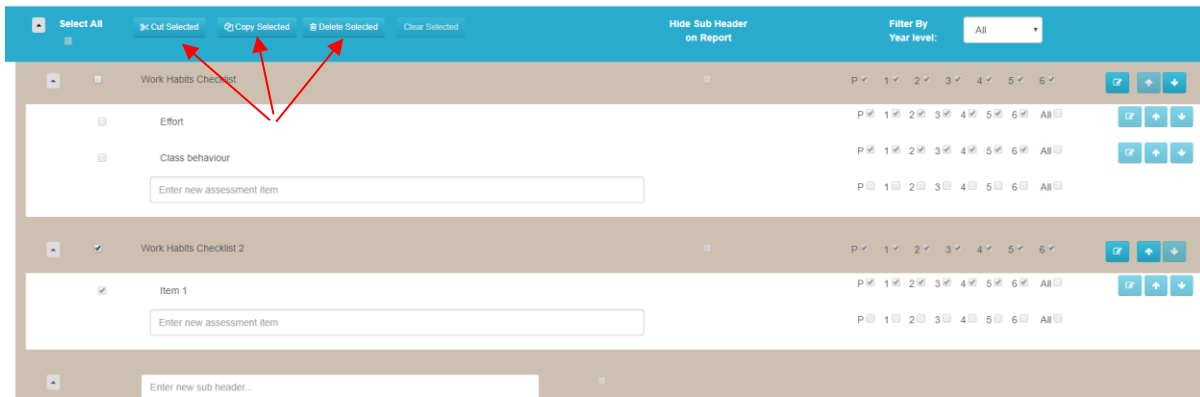 Select All Cut Selected Copy Selected Delete Selected Clear Selected Hide Sub Header on Report Filter By Year level: All
Work Habits Checklist P 1 2 3 4 5 6
Effort P 1 2 3 4 5 6 All
Class behaviour P 1 2 3 4 5 6 All
Enter new assessment item P 1 2 3 4 5 6 All
Work Habits Checklist 2 P 1 2 3 4 5 6
Item 1 P 1 2 3 4 5 6 All
Enter new assessment item P 1 2 3 4 5 6 All
Enter new sub header...